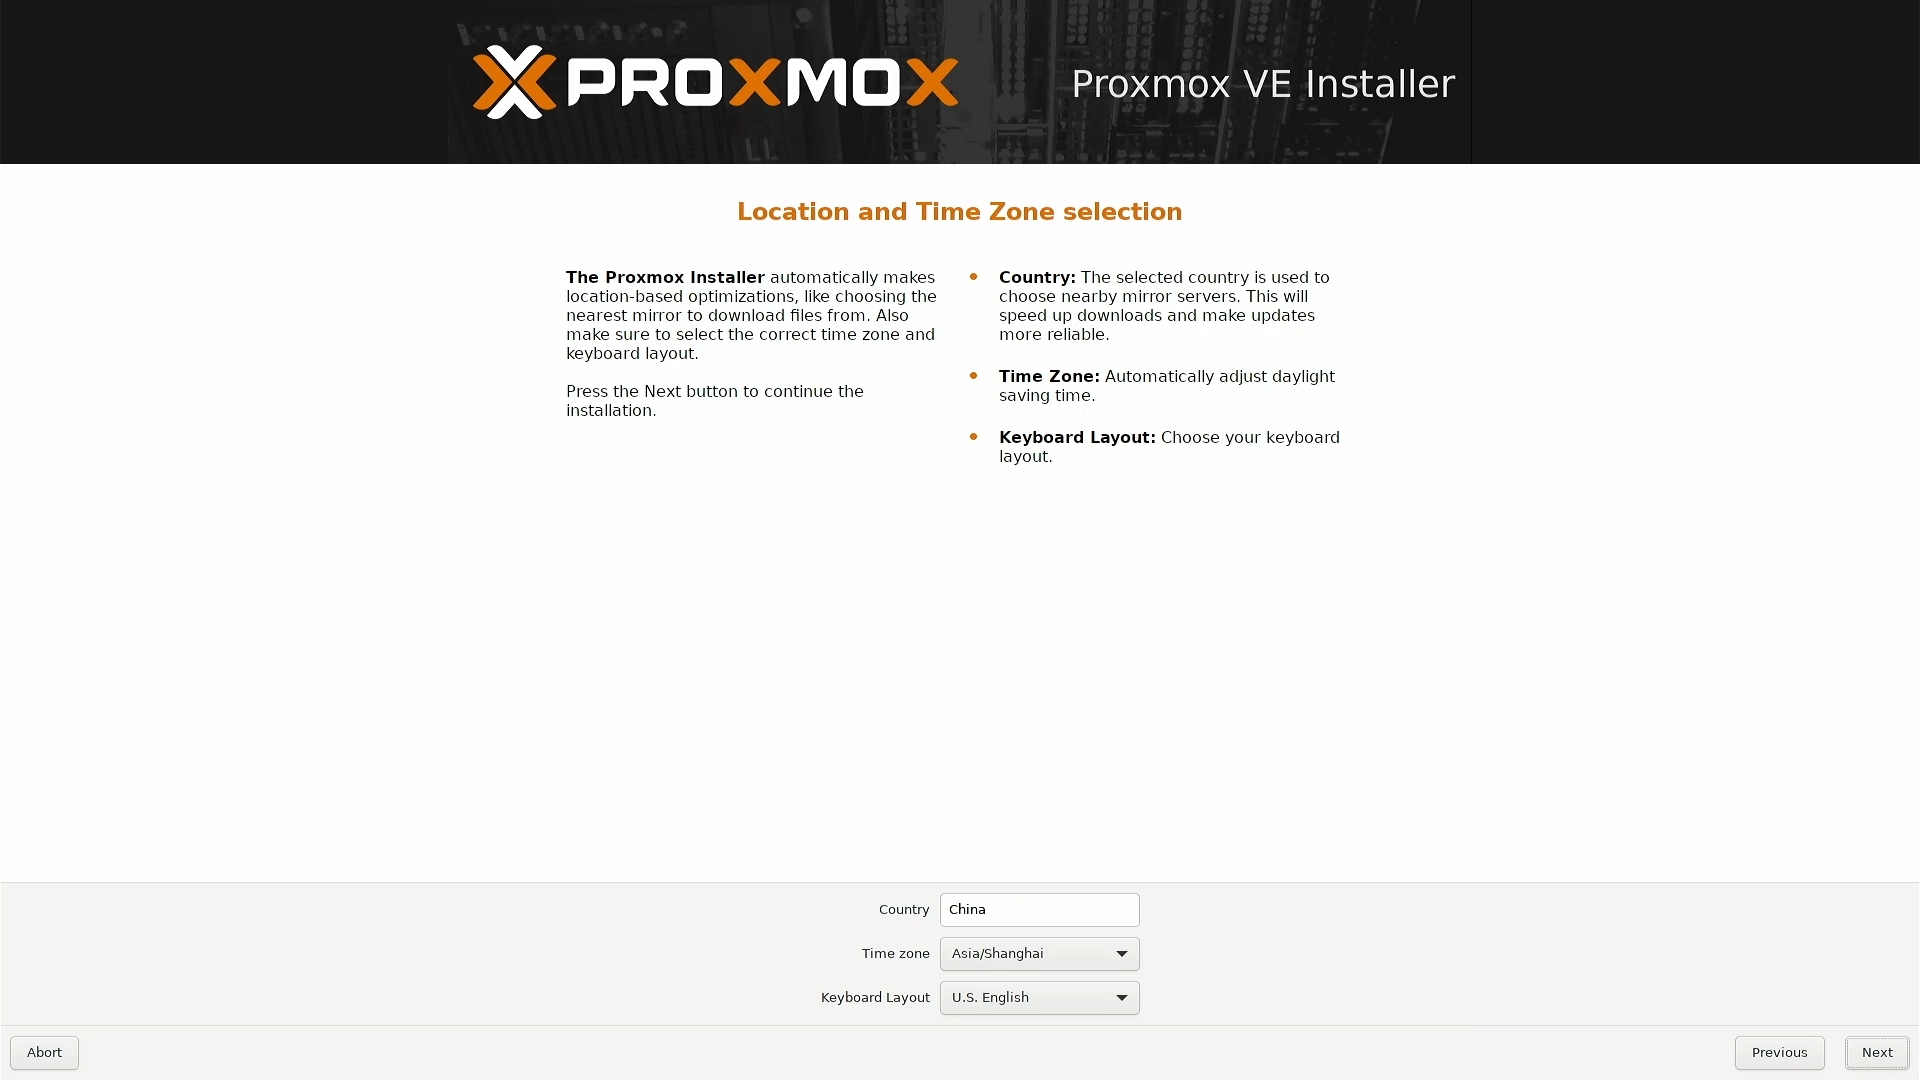 PROXMOX
Proxmox VE Installer
Location and Time Zone selection
The Proxmox Installer automatically makes
location-based optimizations, like choosing the
nearest mirror to download files from. Also
make sure to select the correct time zone and
keyboard layout.
Press the Next button to continue the
installation.
Country: The selected country is used to
choose nearby mirror servers. This will
speed up downloads and make updates
more reliable.
Time Zone: Automatically adjust daylight
saving time.
Keyboard Layout: Choose your keyboard
layout.
Country China
Time zone Asia/Shanghai
Keyboard Layout U.S. English
Abort Previous Next